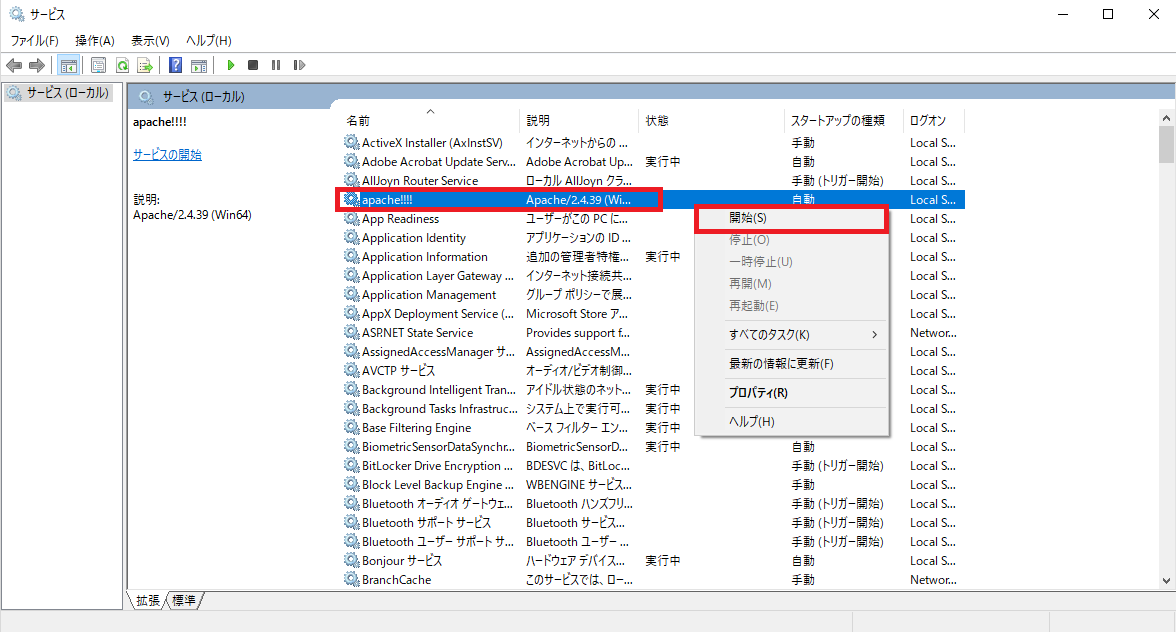 サービス
ファイル(F) 操作(A) 表示(V) ヘルプ(H)
サービス (ローカル)
サービス (ローカル)
apache!!!!
サービスの開始
説明:
Apache/2.4.39 (Win64)
名前 説明 状態 スタートアップの種類 ログオン
ActiveX Installer (AxInstSV) インターネットからの ... 手動 Local S...
Adobe Acrobat Update Serv... Adobe Acrobat Up... 実行中 自動 Local S...
AllJoyn Router Service ローカル AllJoyn クラ... 手動 (トリガー開始) Local S...
apache!!!! Apache/2.4.39 (Wi... 自動 Local S...
App Readiness ユーザーがこの PC に... Local S...
Application Identity アプリケーションの ID ... Local S...
Application Information 追加の管理者特権... 実行中 Local S...
Application Layer Gateway ... インターネット接続共... Local S...
Application Management グループ ポリシーで展... Local S...
AppX Deployment Service (... Microsoft Store ア... Local S...
ASP.NET State Service Provides support f... Networ...
AssignedAccessManager サ... AssignedAccessM... Local S...
AVCTP サービス オーディオ/ビデオ制御... Local S...
Background Intelligent Tran... アイドル状態のネット... 実行中 Local S...
Background Tasks Infrastruc... システム上で実行可... 実行中 Local S...
Base Filtering Engine ベース フィルター エン... 実行中 Local S...
BiometricSensorDataSynchr... BiometricSensorD... 実行中 自動 Local S...
BitLocker Drive Encryption ... BDESVC は、BitLoc... 手動 (トリガー開始) Local S...
Block Level Backup Engine ... WBENGINE サービス... 手動 Local S...
Bluetooth オーディオ ゲートウェ... Bluetooth ハンズフリ... 手動 (トリガー開始) Local S...
Bluetooth サポート サービス Bluetooth サービス... 手動 (トリガー開始) Local S...
Bluetooth ユーザー サポート サ... Bluetooth ユーザー ... 手動 (トリガー開始) Local S...
Bonjour サービス ハードウェア デバイス... 実行中 自動 Local S...
BranchCache このサービスでは、ロー... 手動 Networ...
開始(S)
停止(O)
一時停止(U)
再開(M)
再起動(E)
すべてのタスク(K)
最新の情報に更新(F)
プロパティ(R)
ヘルプ(H)
拡張 標準